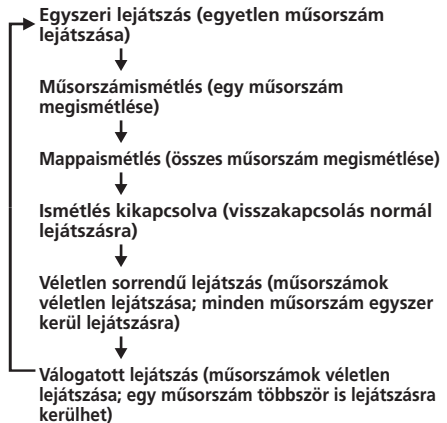 Egyszeri lejátszás (egyetlen műsorszám
lejátszása)
Műsorszámismétlés (egy műsorszám
megismétlése)
Mappaismétlés (összes műsorszám megismétlése)
Ismétlés kikapcsolva (visszakapcsolás normál
lejátszásra)
Véletlen sorrendű lejátszás (műsorszámok
véletlen lejátszása; minden műsorszám egyszer
kerül lejátszásra)
Válogatott lejátszás (műsorszámok véletlen
lejátszása; egy műsorszám többször is lejátszásra
kerülhet)